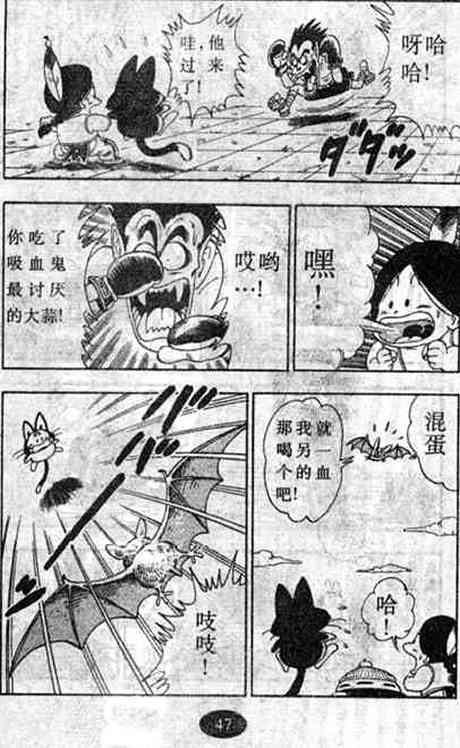 呀哈
哈！
ダダッ
哇，他
过来
了！
嘿
！
哎哟
…！
你吃了
吸血鬼
最讨厌
的大蒜！
混
蛋
那我就
喝另一
个的血
吧！
哈
！
吱
吱
！
47